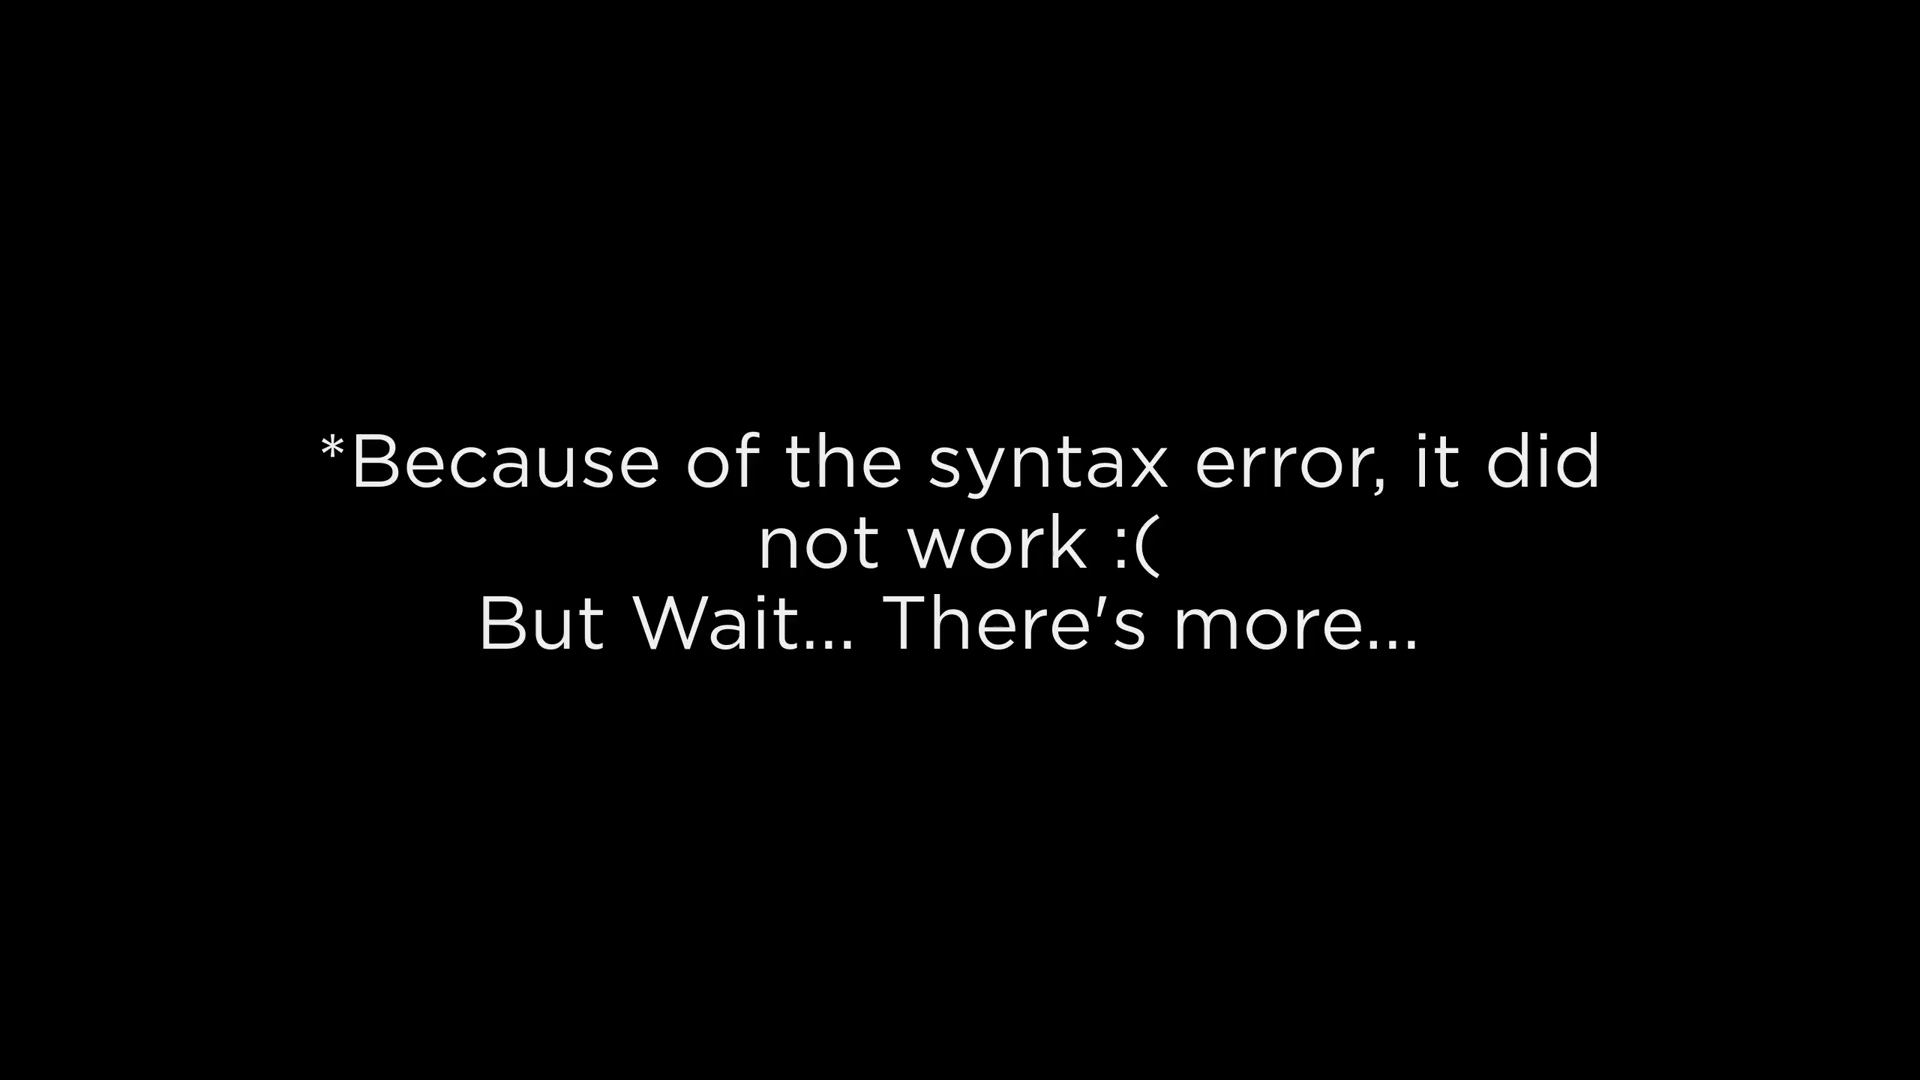 *Because of the syntax error, it did
not work :(
But Wait... There's more...